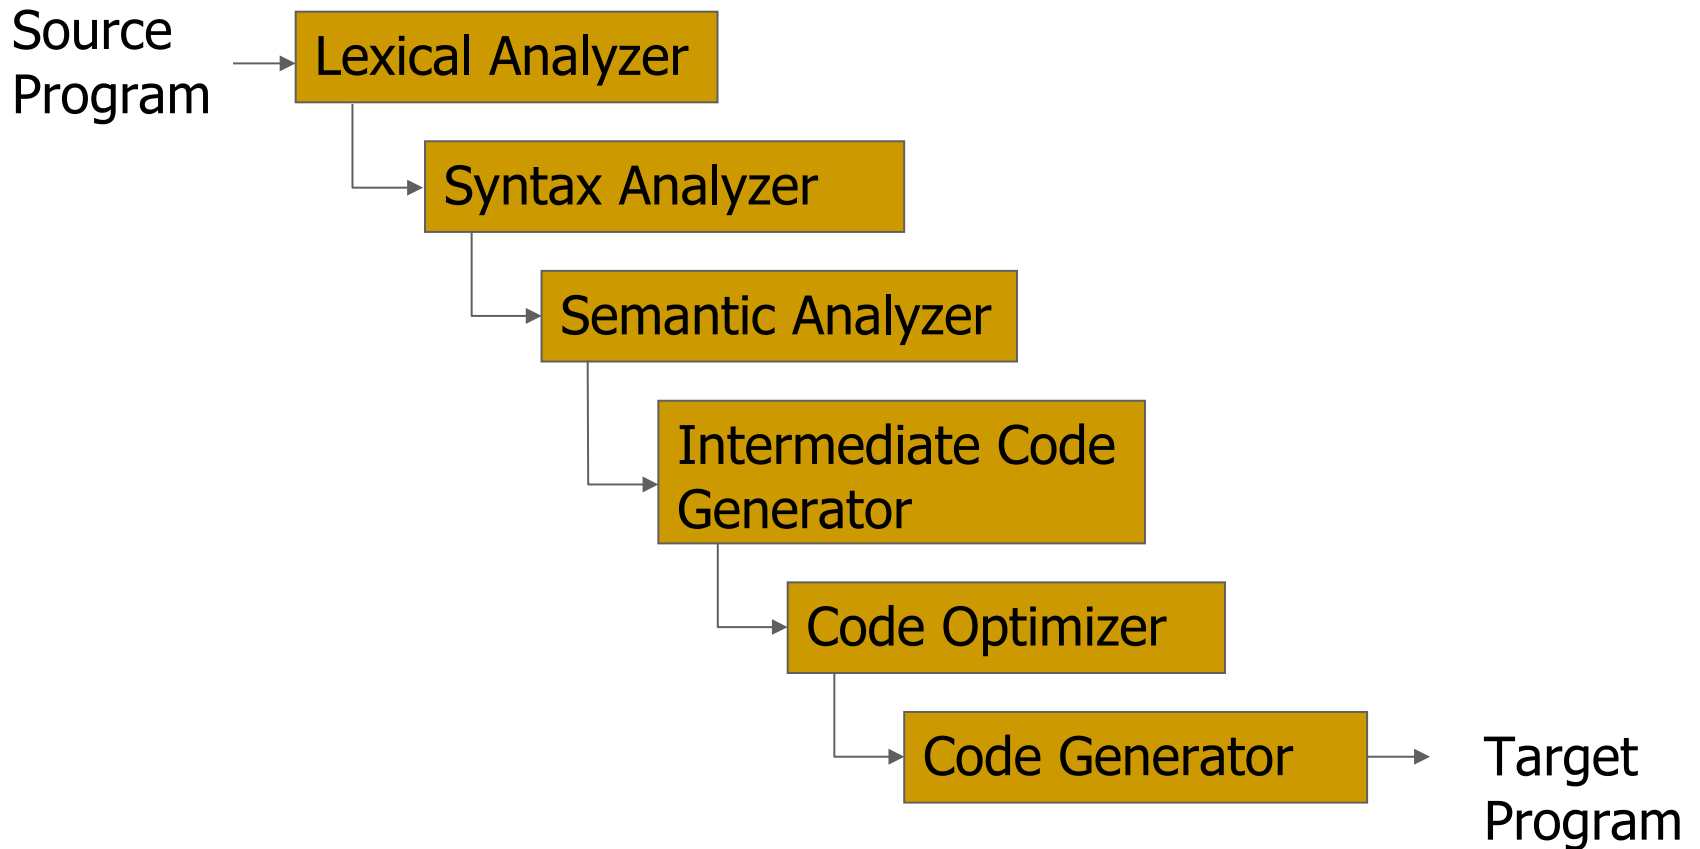 Source
Program
Lexical Analyzer
Syntax Analyzer
Semantic Analyzer
Intermediate Code
Generator
Code Optimizer
Code Generator
Target
Program